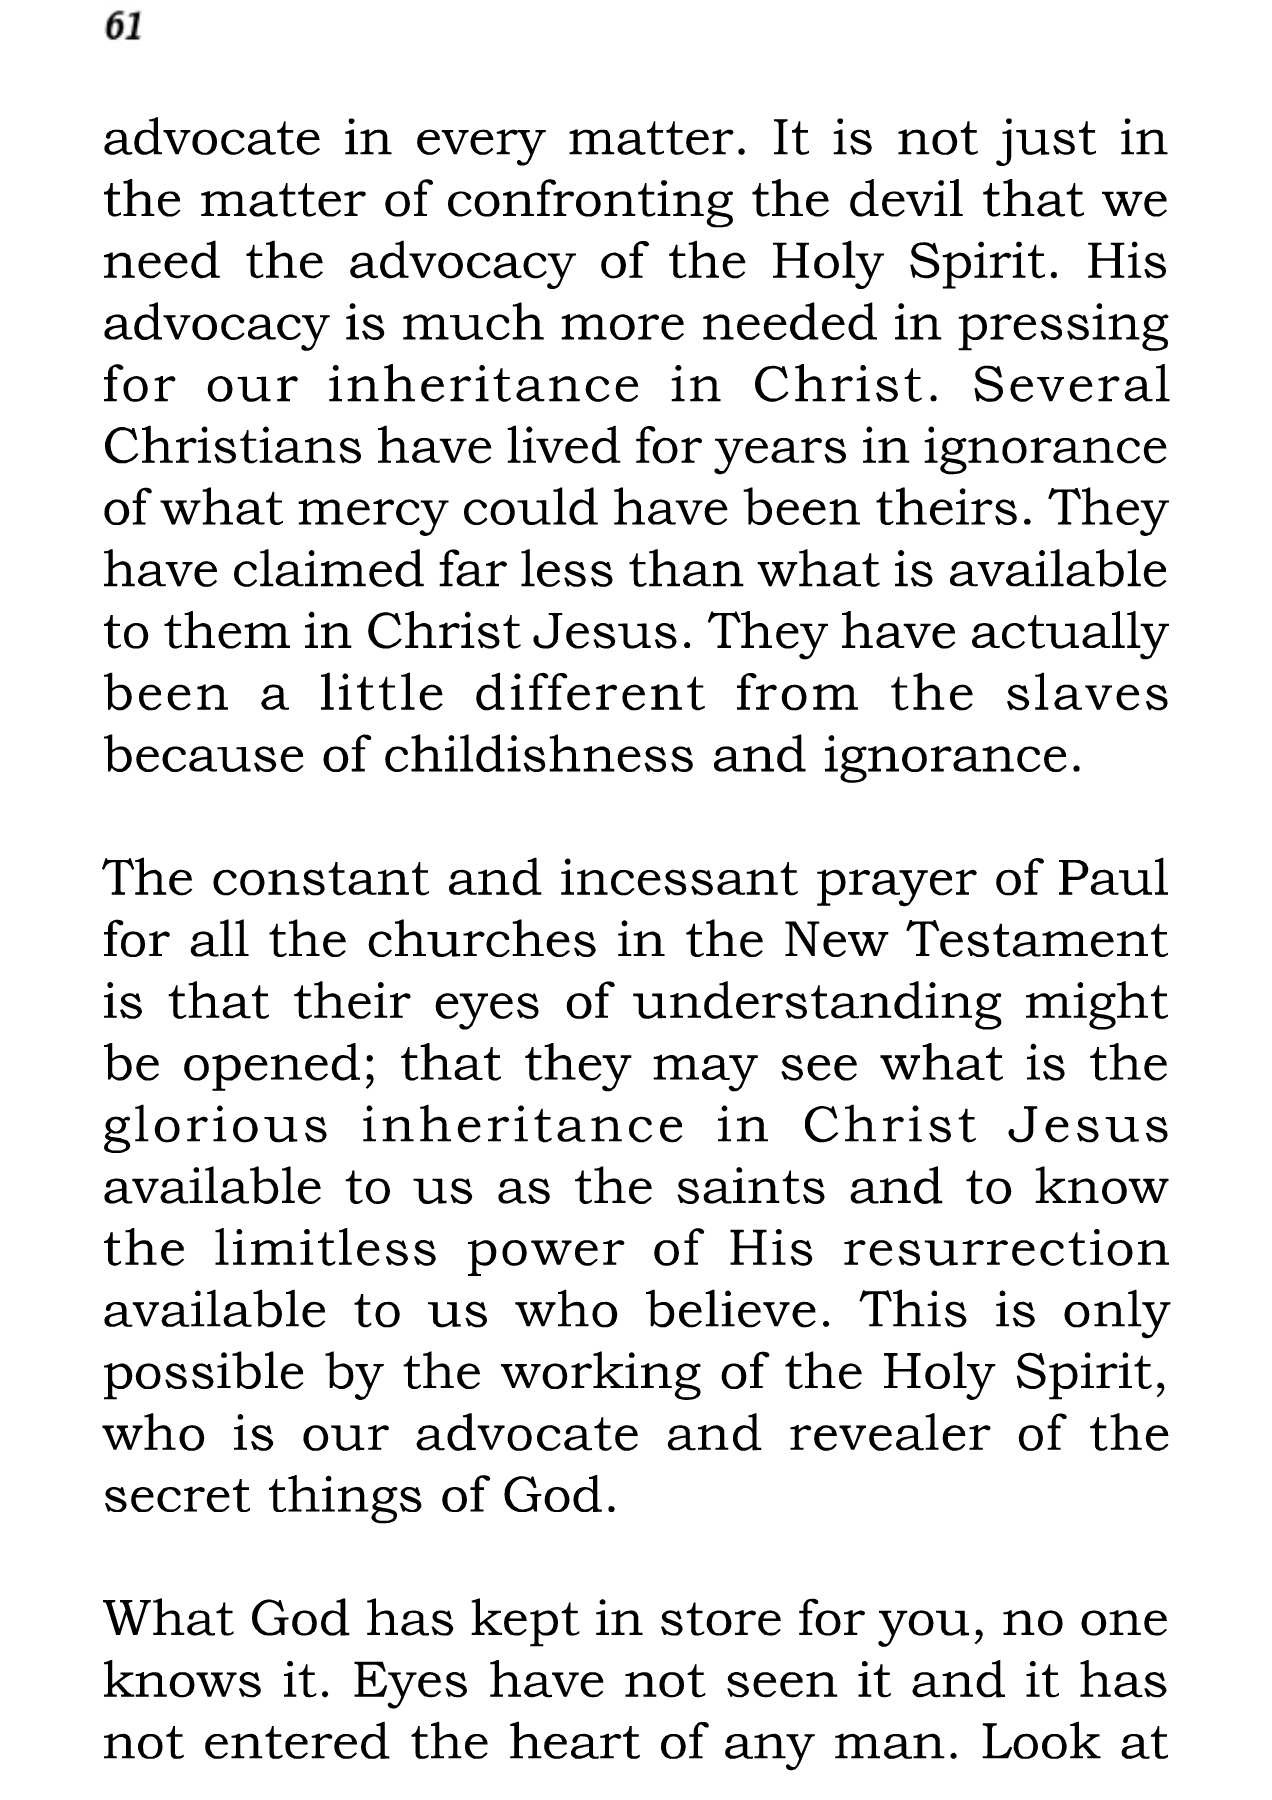 61
advocate in every matter. It is not just in
the matter of confronting the devil that we
need the advocacy of the Holy Spirit. His
advocacy is much more needed in pressing
for our inheritance in Christ. Several
Christians have lived for years in ignorance
of what mercy could have been theirs. They
have claimed far less than what is available
to them in Christ Jesus. They have actually
been a little different from the slaves
because of childishness and ignorance.
The constant and incessant prayer of Paul
for all the churches in the New Testament
is that their eyes of understanding might
be opened; that they may see what is the
glorious inheritance in Christ Jesus
available to us as the saints and to know
the limitless power of His resurrection
available to us who believe. This is only
possible by the working of the Holy Spirit,
who is our advocate and revealer of the
secret things of God.
What God has kept in store for you, no one
knows it. Eyes have not seen it and it has
not entered the heart of any man. Look at